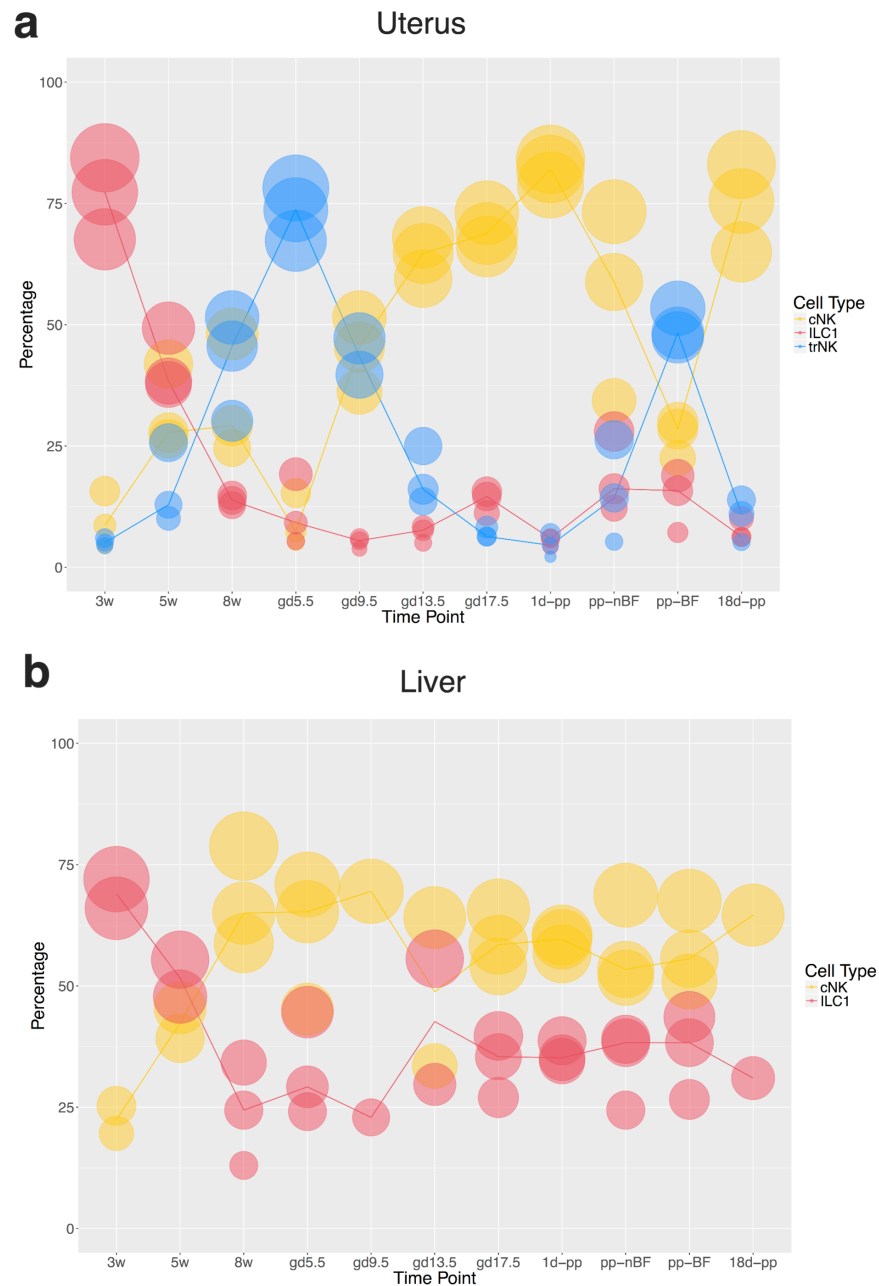 a
Uterus
100
75
50
25
0
Percentage
3w 5w 8w gd5.5 gd9.5 gd13.5 gd17.5 1d−pp pp−nBF pp−BF 18d−pp
Time Point
Cell Type
cNK
ILC1
trNK
b
Liver
100
75
50
25
0
Percentage
3w 5w 8w gd5.5 gd9.5 gd13.5 gd17.5 1d−pp pp−nBF pp−BF 18d−pp
Time Point
Cell Type
cNK
ILC1